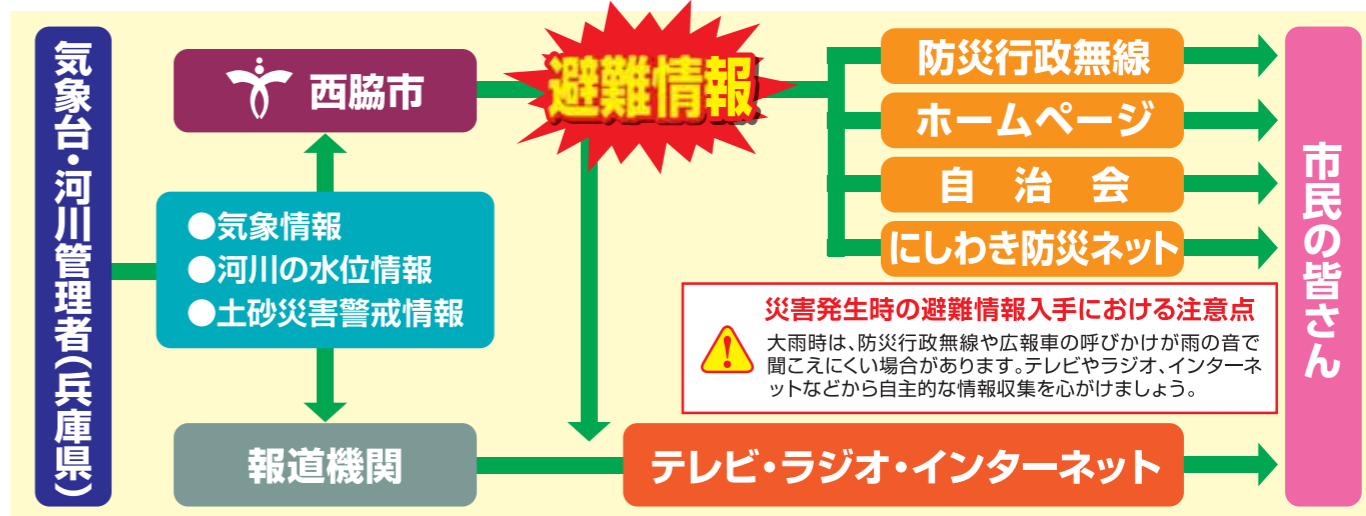 気象台・河川管理者(兵庫県)
西脇市
●気象情報
●河川の水位情報
●土砂災害警戒情報
報道機関
避難情報
防災行政無線
ホームページ
自 治 会
にしわき防災ネット
災害発生時の避難情報入手における注意点
大雨時は、防災行政無線や広報車の呼びかけが雨の音で
聞こえにくい場合があります。テレビやラジオ、インターネ
ットなどから自主的な情報収集を心がけましょう。
テレビ・ラジオ・インターネット
市民の皆さん